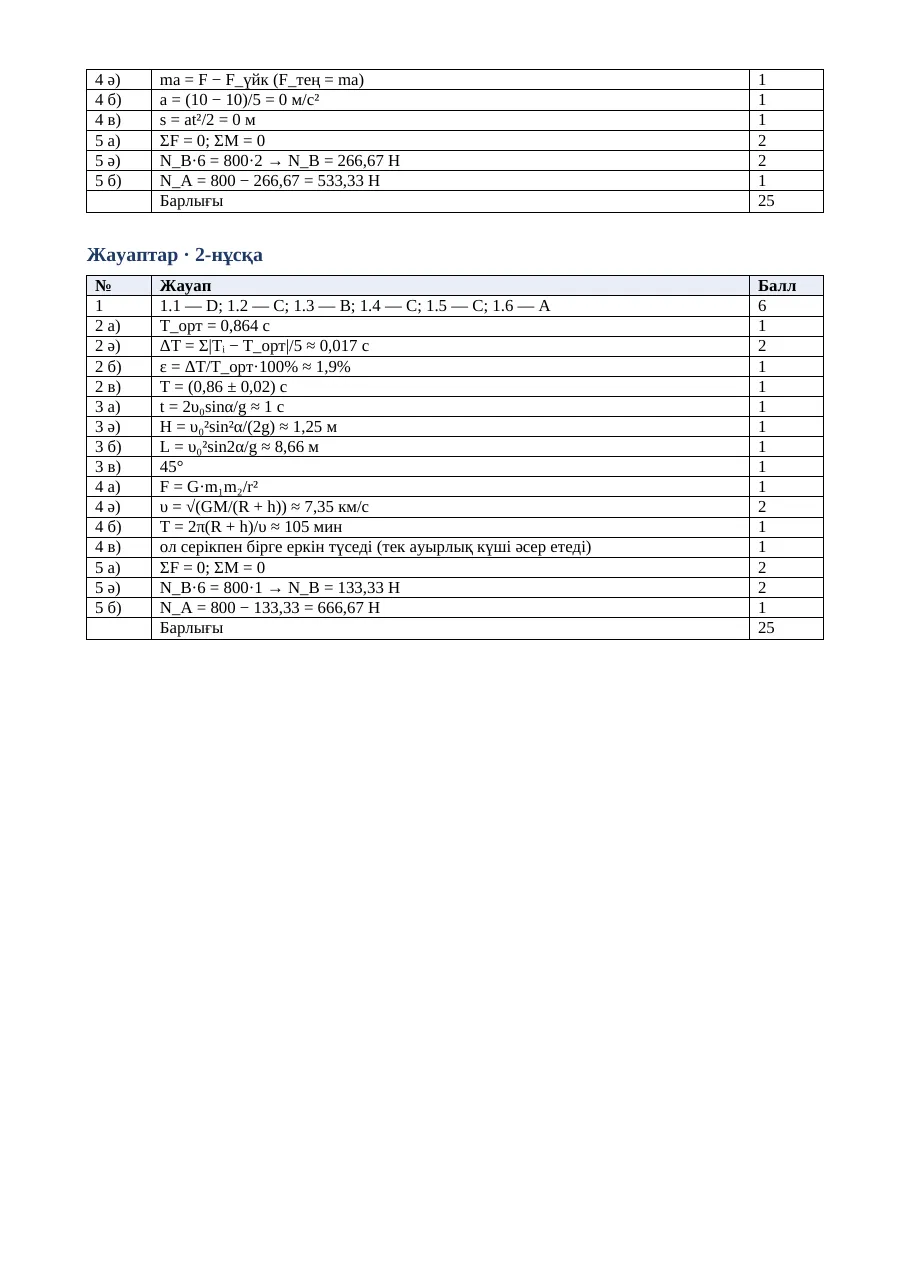 4 ә) ma = F − F_үйк (F_тең = ma) 1
4 б) a = (10 − 10)/5 = 0 м/с² 1
4 в) s = at²/2 = 0 м 1
5 а) ΣF = 0; ΣM = 0 2
5 ә) N_B·6 = 800·2 → N_B = 266,67 Н 2
5 б) N_A = 800 − 266,67 = 533,33 Н 1
Барлығы 25
Жауаптар · 2-нұсқа
№ Жауап Балл
1 1.1 — D; 1.2 — C; 1.3 — B; 1.4 — C; 1.5 — C; 1.6 — A 6
2 а) T_орт = 0,864 с 1
2 ә) ΔT = Σ|Tᵢ − T_орт|/5 ≈ 0,017 с 2
2 б) ε = ΔT/T_орт·100% ≈ 1,9% 1
2 в) T = (0,86 ± 0,02) с 1
3 а) t = 2υ₀sinα/g ≈ 1 с 1
3 ә) H = υ₀²sin²α/(2g) ≈ 1,25 м 1
3 б) L = υ₀²sin2α/g ≈ 8,66 м 1
3 в) 45° 1
4 а) F = G·m₁m₂/r² 1
4 ә) υ = √(GM/(R + h)) ≈ 7,35 км/с 2
4 б) T = 2π(R + h)/υ ≈ 105 мин 1
4 в) ол серікпен бірге еркін түседі (тек ауырлық күші әсер етеді) 1
5 а) ΣF = 0; ΣM = 0 2
5 ә) N_B·6 = 800·1 → N_B = 133,33 Н 2
5 б) N_A = 800 − 133,33 = 666,67 Н 1
Барлығы 25